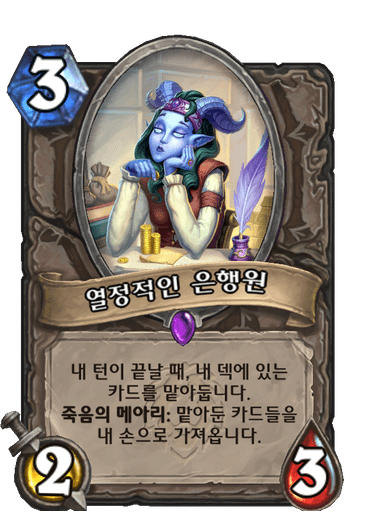 3
열정적인 은행원
내 턴이 끝날 때, 내 덱에 있는
카드를 맡아둡니다.
죽음의 메아리: 맡아둔 카드들을
내 손으로 가져옵니다.
2
3